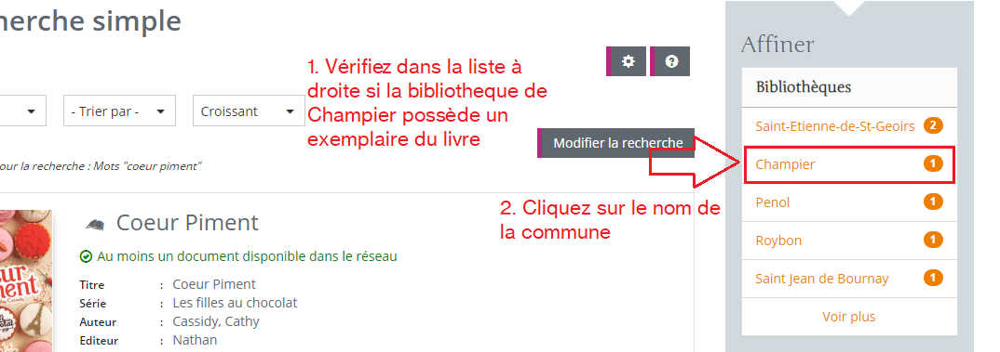 herche simple
- Trier par -
Croissant
our la recherche : Mots "coeur piment"
1. Vérifiez dans la liste à
droite si la bibliotheque de
Champier possède un
exemplaire du livre
Modifier la recherche
2. Cliquez sur le nom de
la commune
Coeur Piment
Au moins un document disponible dans le réseau
Titre : Coeur Piment
Série : Les filles au chocolat
Auteur : Cassidy, Cathy
Editeur : Nathan
Affiner
Bibliothèques
Saint-Etienne-de-St-Geoirs 2
Champier 1
Penol 1
Roybon 1
Saint Jean de Bournay 1
Voir plus